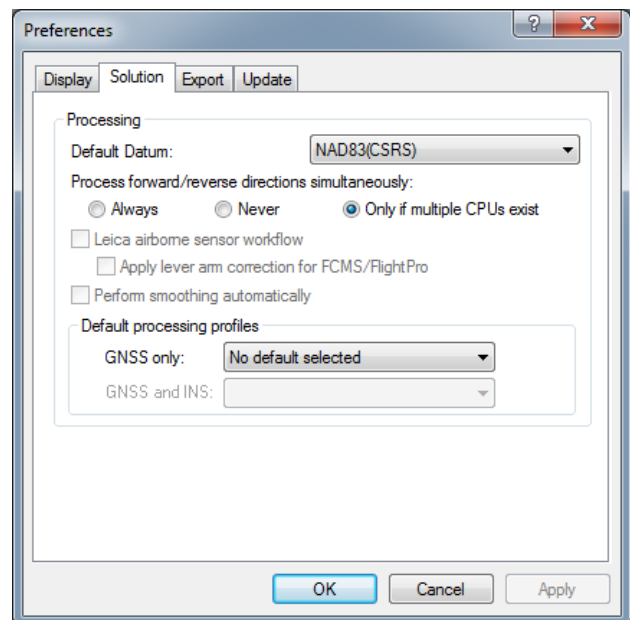 Preferences
?
Display Solution Export Update
Processing
Default Datum: NAD83(CSRS)
Process forward/reverse directions simultaneously:
Always Never Only if multiple CPUs exist
Leica airborne sensor workflow
Apply lever arm correction for FCMS/FlightPro
Perform smoothing automatically
Default processing profiles
GNSS only: No default selected
GNSS and INS:
OK Cancel Apply